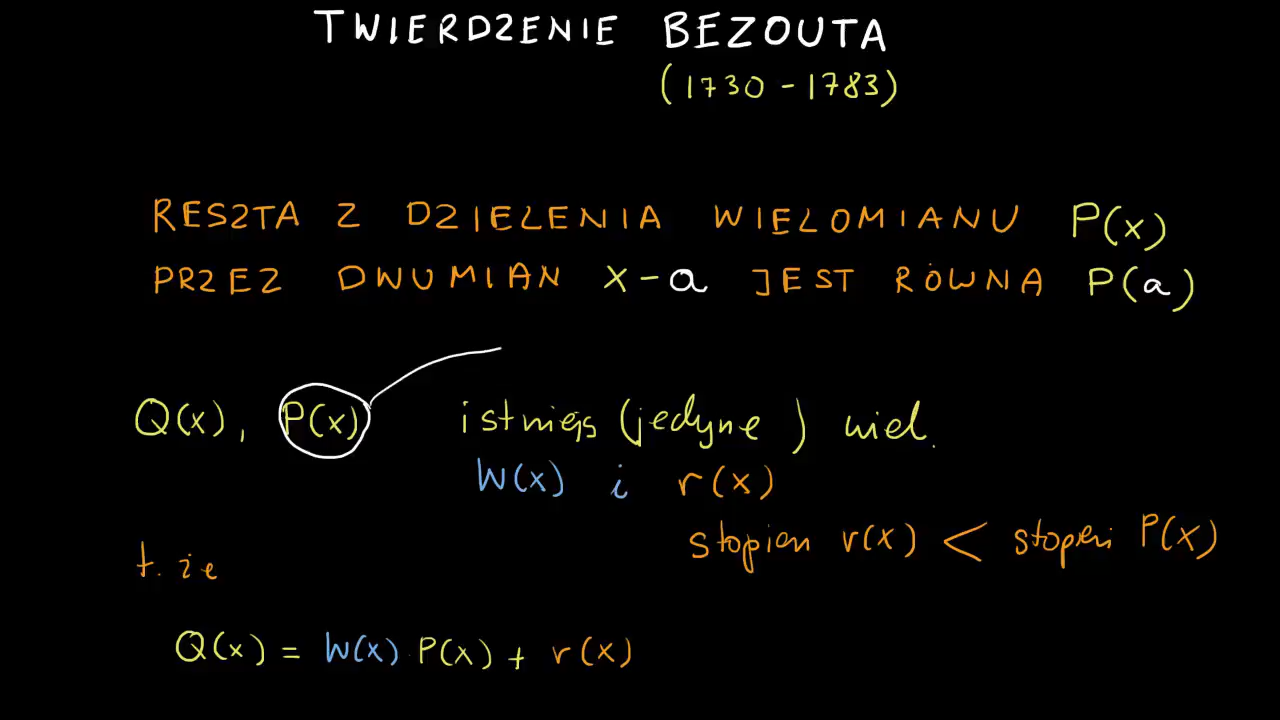 TWIERDZENIE BEZOUTA
(1730 - 1783)
RESZTA Z DZIELENIA WIELOMIANU P(x)
PRZEZ DWUMIAN x-a JEST RÓWNA P(a)
Q(x), P(x) istnieją (jedyne) wiel.
W(x) i r(x)
stopień r(x) < stopień P(x)
t. że
Q(x) = W(x) · P(x) + r(x)